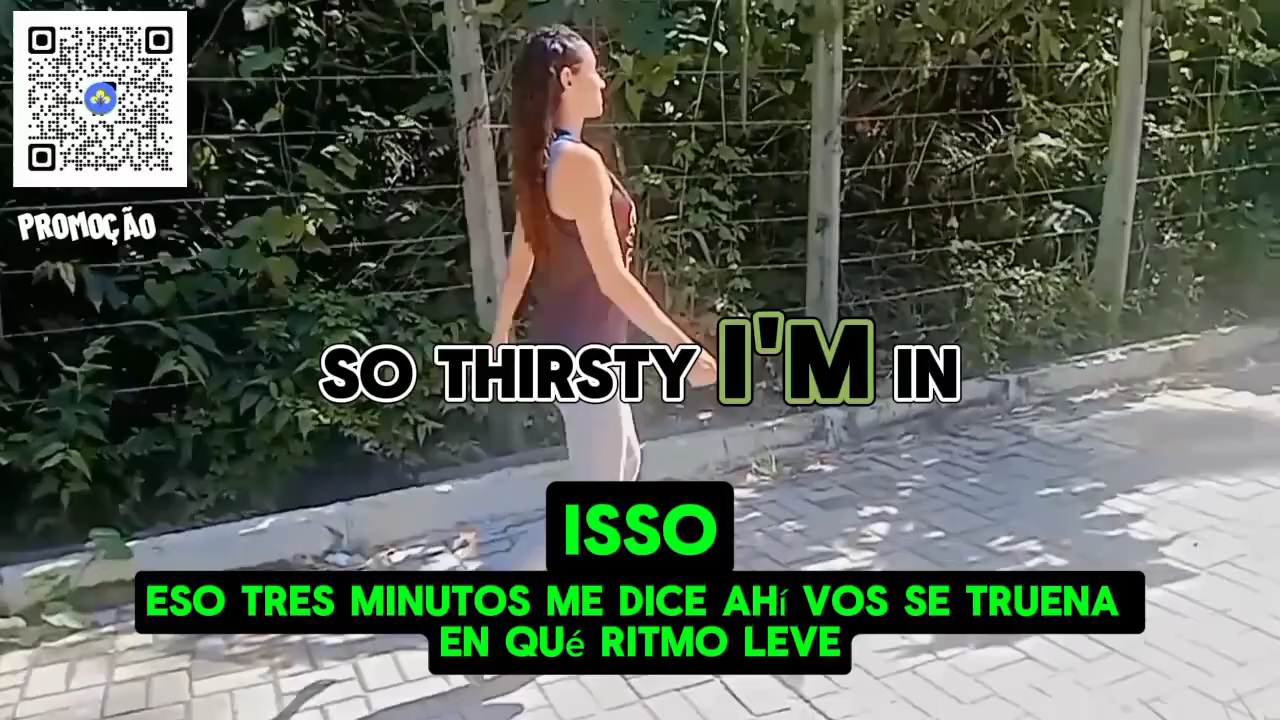 PROMOÇÃO
SO THIRSTY I'M IN
ISSO
ESO TRES MINUTOS ME DICE AHí VOS SE TRUENA
EN QUé RITMO LEVE